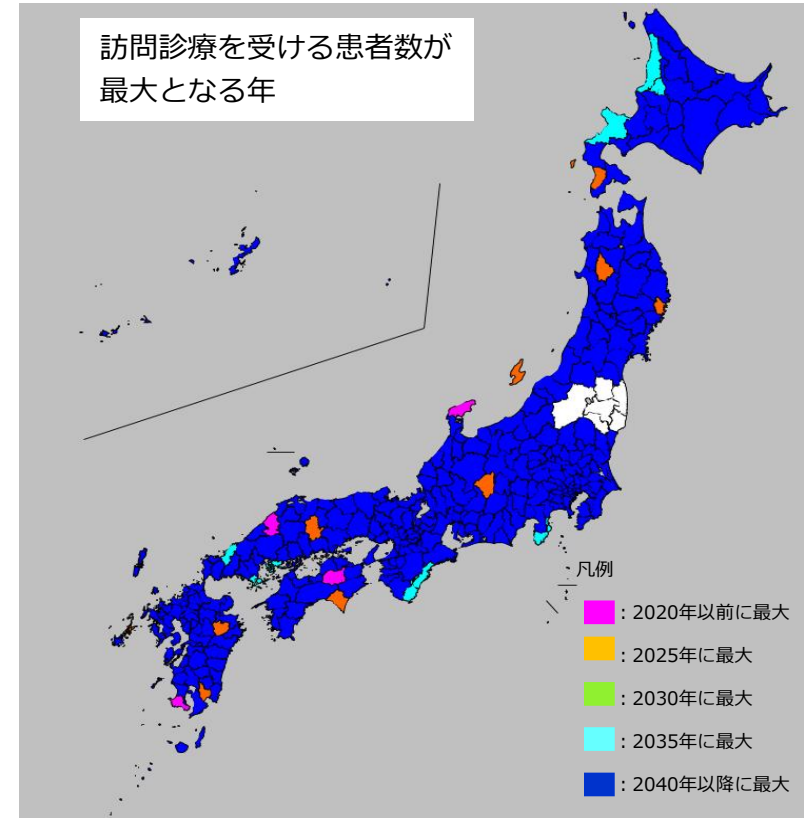 訪問診療を受ける患者数が
最大となる年
凡例
：2020年以前に最大
：2025年に最大
：2030年に最大
：2035年に最大
：2040年以降に最大